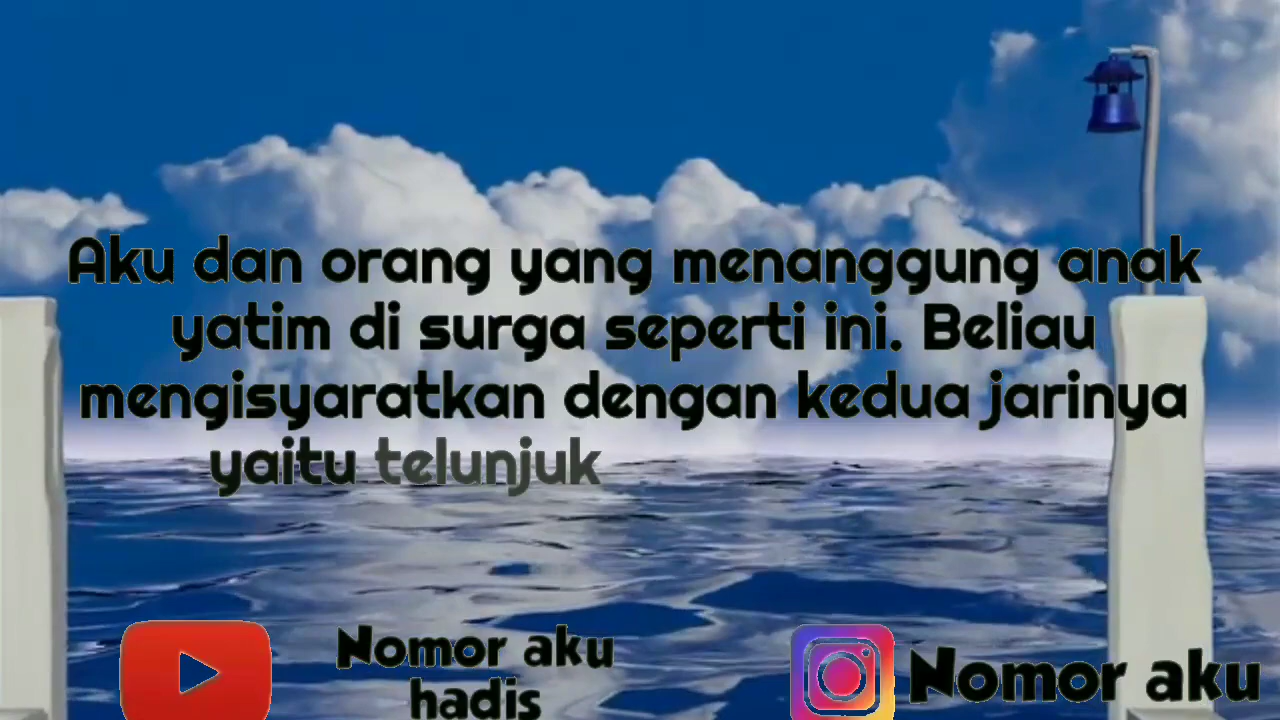 Aku dan orang yang menanggung anak
yatim di surga seperti ini. Beliau
mengisyaratkan dengan kedua jarinya
yaitu telunjuk
Nomor aku
hadis
Nomor aku